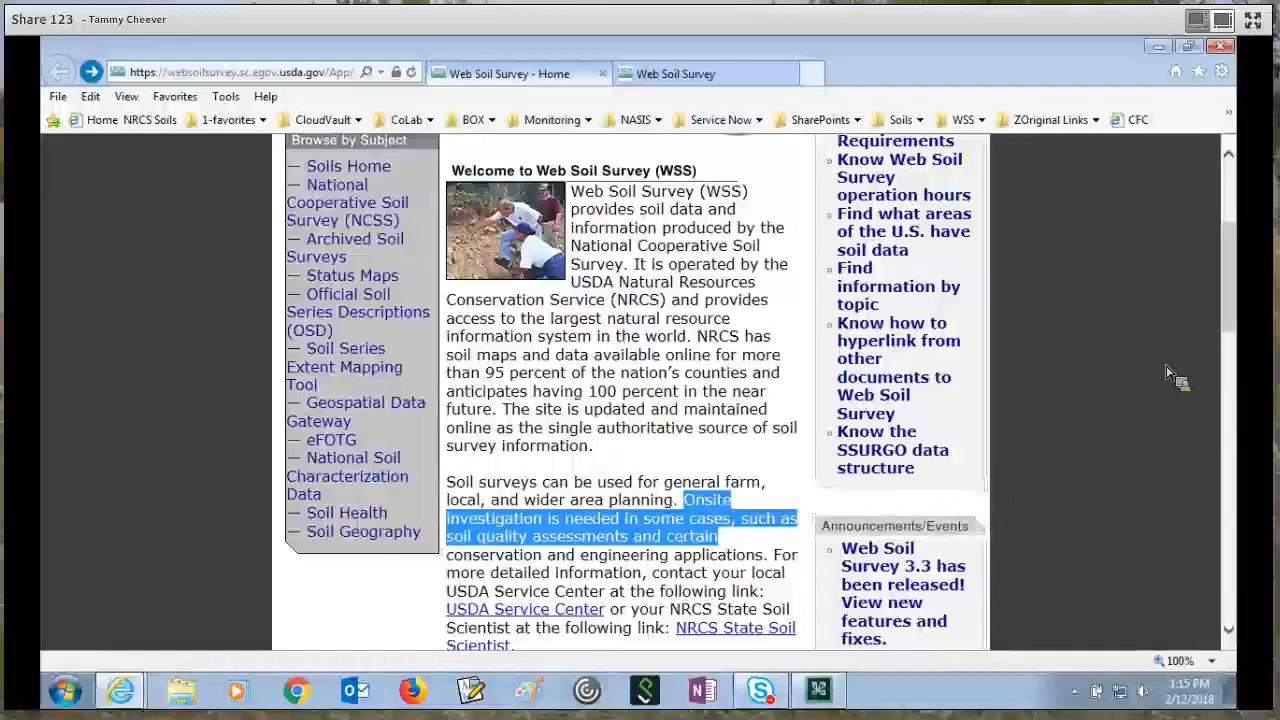 Share 123 - Tammy Cheever
https://websoilsurvey.sc.egov.usda.gov/App/
Web Soil Survey - Home
Web Soil Survey
File Edit View Favorites Tools Help
Home NRCS Soils 1-favorites CloudVault CoLab BOX Monitoring NASIS Service Now SharePoints Soils WSS ZOriginal Links CFC
Browse by Subject
— Soils Home
— National
Cooperative Soil
Survey (NCSS)
— Archived Soil
Surveys
— Status Maps
— Official Soil
Series Descriptions
(OSD)
— Soil Series
Extent Mapping
Tool
— Geospatial Data
Gateway
— eFOTG
— National Soil
Characterization
Data
— Soil Health
— Soil Geography
Welcome to Web Soil Survey (WSS)
Web Soil Survey (WSS)
provides soil data and
information produced by the
National Cooperative Soil
Survey. It is operated by the
USDA Natural Resources
Conservation Service (NRCS) and provides
access to the largest natural resource
information system in the world. NRCS has
soil maps and data available online for more
than 95 percent of the nation's counties and
anticipates having 100 percent in the near
future. The site is updated and maintained
online as the single authoritative source of soil
survey information.
Soil surveys can be used for general farm,
local, and wider area planning. Onsite
investigation is needed in some cases, such as
soil quality assessments and certain
conservation and engineering applications. For
more detailed information, contact your local
USDA Service Center at the following link:
USDA Service Center or your NRCS State Soil
Scientist at the following link: NRCS State Soil
Scientist.
Requirements
Know Web Soil
Survey
operation hours
Find what areas
of the U.S. have
soil data
Find
information by
topic
Know how to
hyperlink from
other
documents to
Web Soil
Survey
Know the
SSURGO data
structure
Announcements/Events
Web Soil
Survey 3.3 has
been released!
View new
features and
fixes.
100%
1:15 PM
2/12/2018